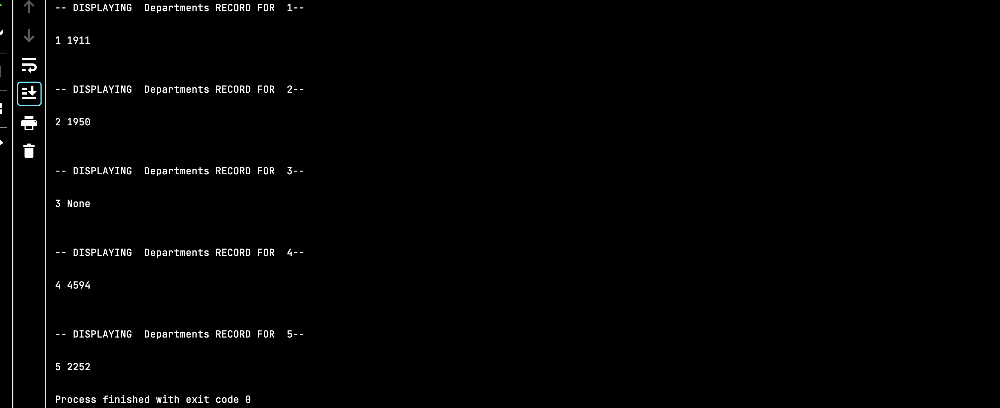 -- DISPLAYING  Departments RECORD FOR  1--
1 1911
-- DISPLAYING  Departments RECORD FOR  2--
2 1950
-- DISPLAYING  Departments RECORD FOR  3--
3 None
-- DISPLAYING  Departments RECORD FOR  4--
4 4594
-- DISPLAYING  Departments RECORD FOR  5--
5 2252
Process finished with exit code 0